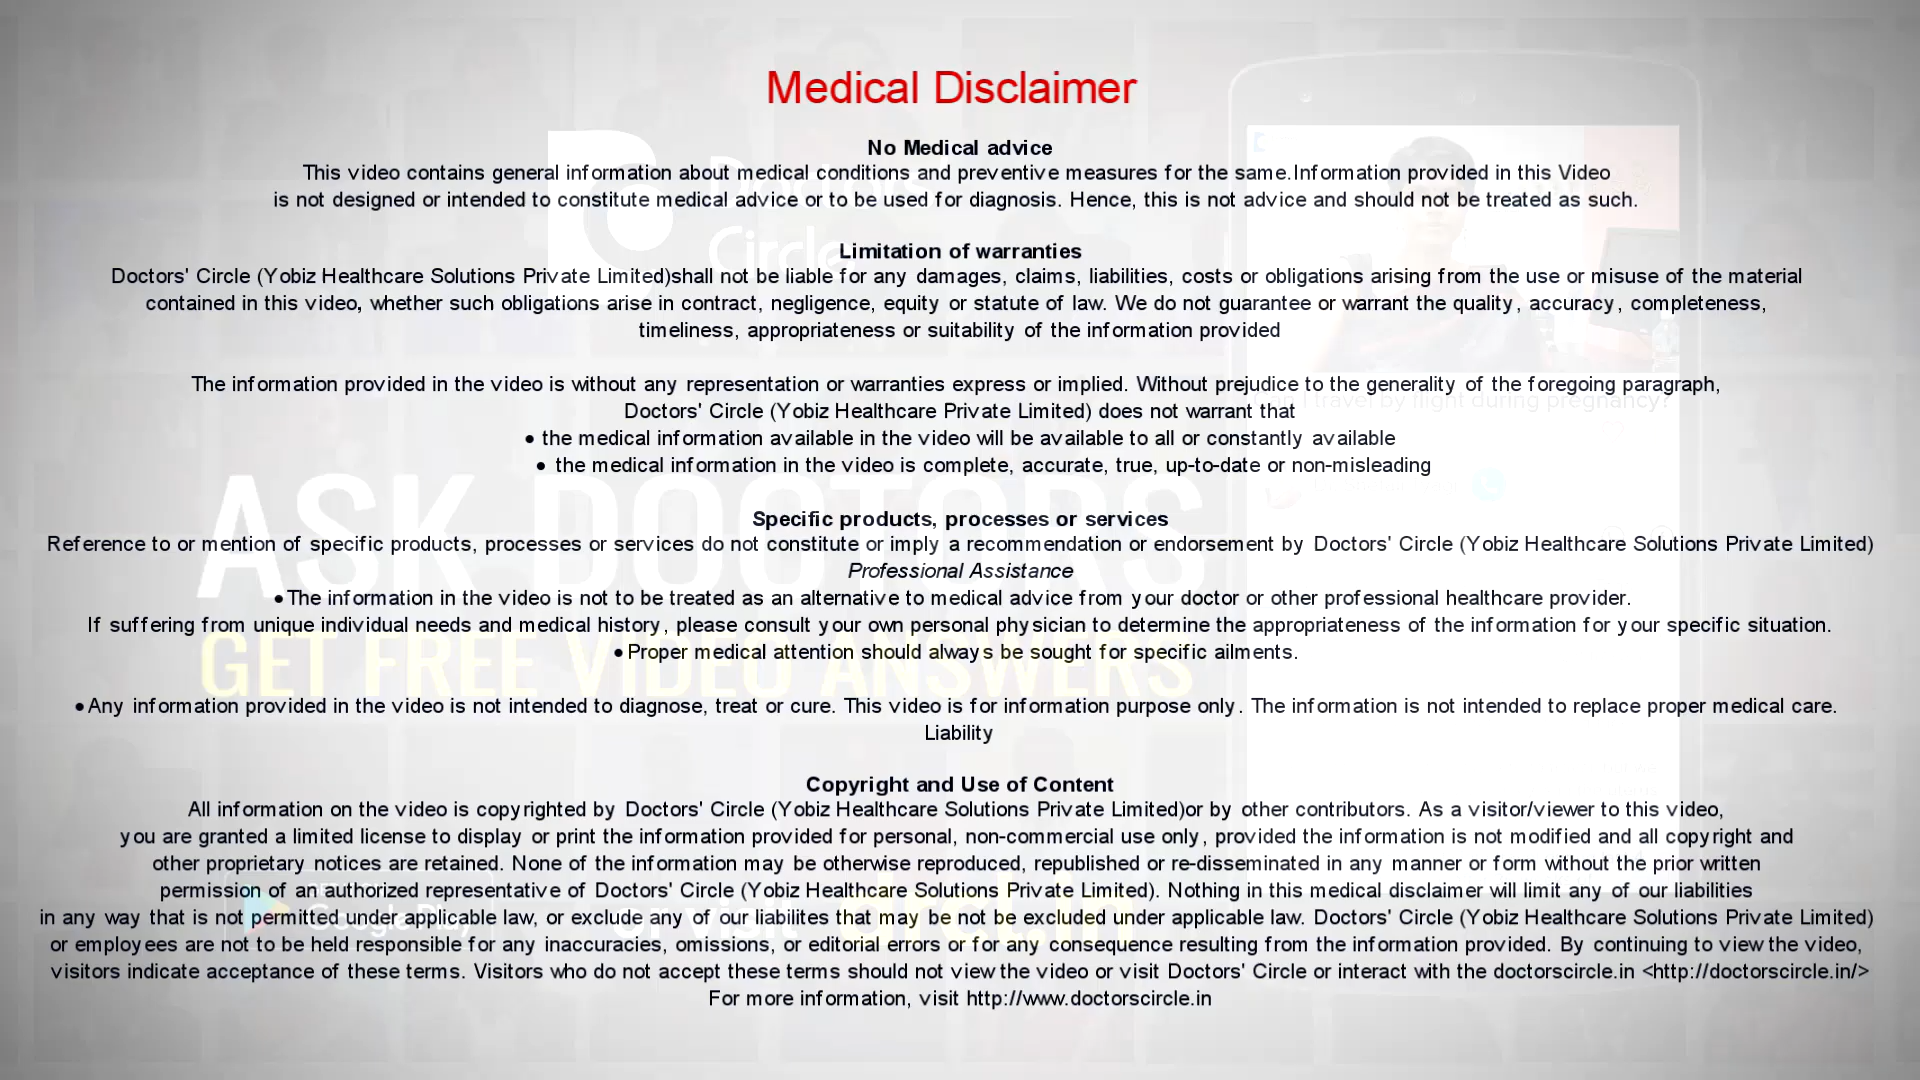 Medical Disclaimer
No Medical advice
This video contains general information about medical conditions and preventive measures for the same.Information provided in this Video
is not designed or intended to constitute medical advice or to be used for diagnosis. Hence, this is not advice and should not be treated as such.
Doctors
Circle
Limitation of warranties
Doctors' Circle (Yobiz Healthcare Solutions Private Limited)shall not be liable for any damages, claims, liabilities, costs or obligations arising from the use or misuse of the material
contained in this video, whether such obligations arise in contract, negligence, equity or statute of law. We do not guarantee or warrant the quality, accuracy, completeness,
timeliness, appropriateness or suitability of the information provided
The information provided in the video is without any representation or warranties express or implied. Without prejudice to the generality of the foregoing paragraph,
Can I travel by flight during pregnancy?
Doctors' Circle (Yobiz Healthcare Private Limited) does not warrant that
• the medical information available in the video will be available to all or constantly available
• the medical information in the video is complete, accurate, true, up-to-date or non-misleading
ASK DOCTORS
Specific products, processes or services
Reference to or mention of specific products, processes or services do not constitute or imply a recommendation or endorsement by Doctors' Circle (Yobiz Healthcare Solutions Private Limited)
Professional Assistance
•The information in the video is not to be treated as an alternative to medical advice from your doctor or other professional healthcare provider.
If suffering from unique individual needs and medical history, please consult your own personal physician to determine the appropriateness of the information for your specific situation.
GET FREE VIDEO ANSWERS
•Proper medical attention should always be sought for specific ailments.
•Any information provided in the video is not intended to diagnose, treat or cure. This video is for information purpose only. The information is not intended to replace proper medical care.
Liability
Copyright and Use of Content
All information on the video is copyrighted by Doctors' Circle (Yobiz Healthcare Solutions Private Limited)or by other contributors. As a visitor/viewer to this video,
you are granted a limited license to display or print the information provided for personal, non-commercial use only, provided the information is not modified and all copyright and
other proprietary notices are retained. None of the information may be otherwise reproduced, republished or re-disseminated in any manner or form without the prior written
permission of an authorized representative of Doctors' Circle (Yobiz Healthcare Solutions Private Limited). Nothing in this medical disclaimer will limit any of our liabilities
Google Play
or visit drcl.in
in any way that is not permitted under applicable law, or exclude any of our liabilites that may be not be excluded under applicable law. Doctors' Circle (Yobiz Healthcare Solutions Private Limited)
or employees are not to be held responsible for any inaccuracies, omissions, or editorial errors or for any consequence resulting from the information provided. By continuing to view the video,
visitors indicate acceptance of these terms. Visitors who do not accept these terms should not view the video or visit Doctors' Circle or interact with the doctorscircle.in <http://doctorscircle.in/>
For more information, visit http://www.doctorscircle.in